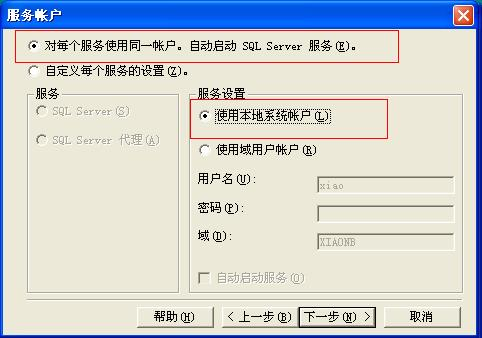 服务帐户
对每个服务使用同一帐户。自动启动 SQL Server 服务(E)。
自定义每个服务的设置(Z)。
服务
SQL Server(S)
SQL Server 代理(A)
服务设置
使用本地系统帐户(L)
使用域用户帐户(R)
用户名(U):
xiao
密码(P):
域(D):
XIAONB
自动启动服务(O)
帮助(H)
< 上一步(B)
下一步(N) >
取消